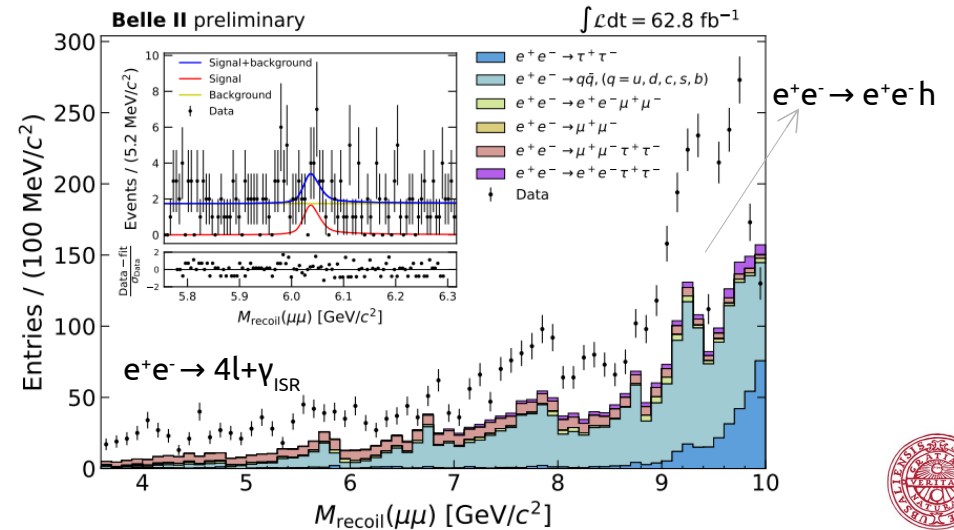 Belle II preliminary
∫ℒdt = 62.8 fb⁻¹
Entries / (100 MeV/c²)
300
250
200
150
100
50
0
4
5
6
7
8
9
10
M_recoil(μμ) [GeV/c²]
Events / (5.2 MeV/c²)
10
8
6
4
2
0
Signal+background
Signal
Background
Data
Data − fit
σ_Data
2
0
−2
5.8
5.9
6.0
6.1
6.2
6.3
M_recoil(μμ) [GeV/c²]
e⁺e⁻→τ⁺τ⁻
e⁺e⁻→qq̄, (q = u, d, c, s, b)
e⁺e⁻→e⁺e⁻μ⁺μ⁻
e⁺e⁻→μ⁺μ⁻
e⁺e⁻→μ⁺μ⁻τ⁺τ⁻
e⁺e⁻→e⁺e⁻τ⁺τ⁻
Data
e⁺e⁻→ e⁺e⁻h
e⁺e⁻→ 4l+γ_ISR